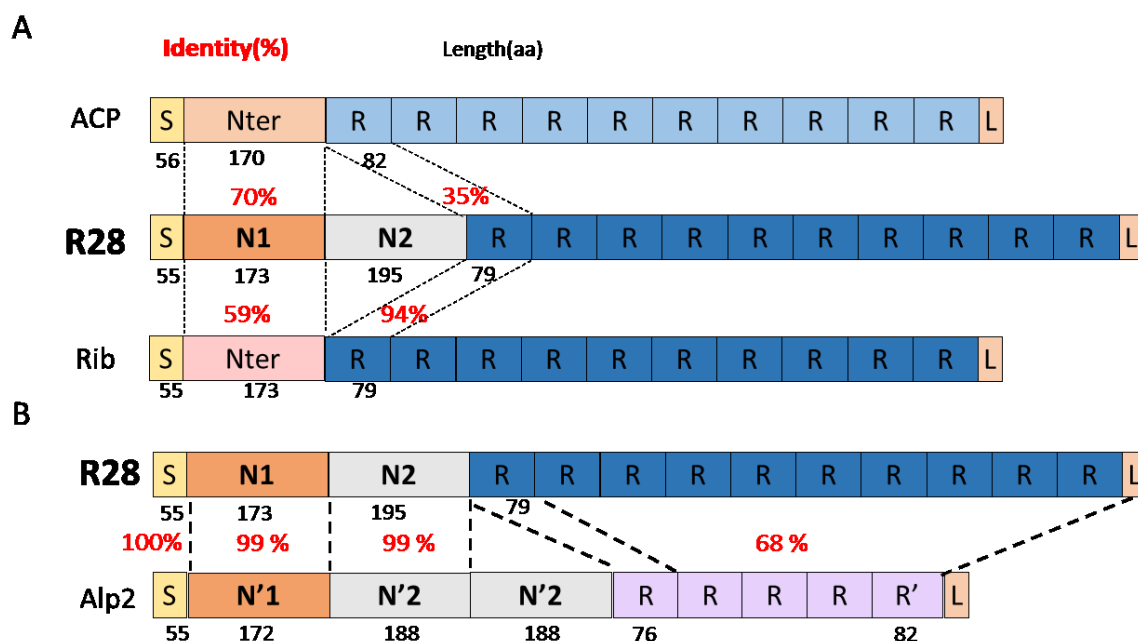 A
Identity(%) Length(aa)
ACP S Nter R R R R R R R R R R L
56 170 82
70% 35%
R28 S N1 N2 R R R R R R R R R R L
55 173 195 79
59% 94%
Rib S Nter R R R R R R R R R R L
55 173 79
B
R28 S N1 N2 R R R R R R R R R R L
55 173 195 79
100% 99 % 99 % 68 %
Alp2 S N'1 N'2 N'2 R R R R R' L
55 172 188 188 76 82